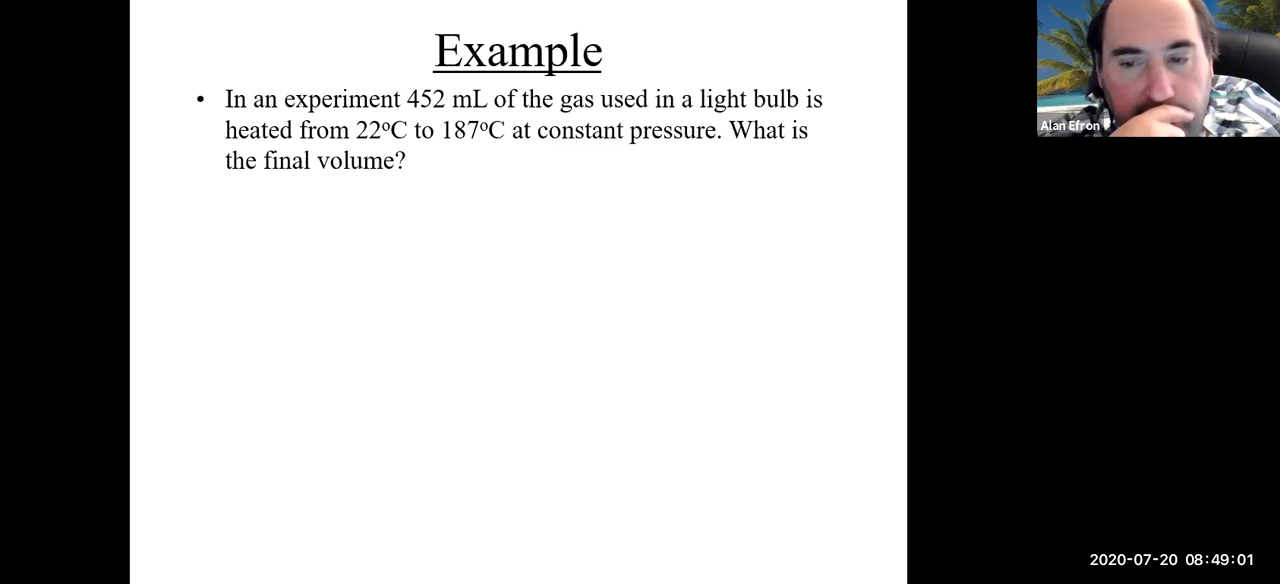 Example
• In an experiment 452 mL of the gas used in a light bulb is
heated from 22ºC to 187ºC at constant pressure. What is
the final volume?
Alan Efron
2020-07-20 08:49:01